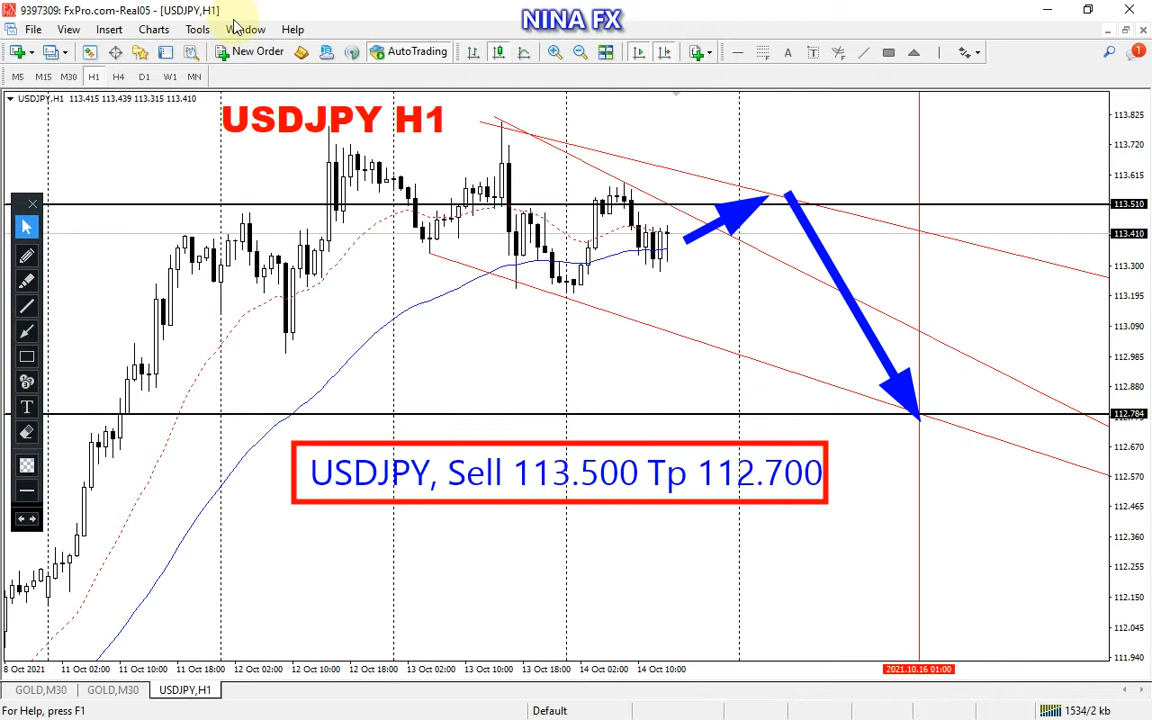 9397309: FxPro.com-Real05 - [USDJPY,H1]
NINA FX
File View Insert Charts Tools Window Help
New Order AutoTrading
1
M5 M15 M30 H1 H4 D1 W1 MN
USDJPY,H1 113.415 113.439 113.315 113.410
USDJPY H1
113.825
113.720
113.615
113.510
113.410
113.300
113.195
113.090
112.985
112.880
112.784
112.670
112.570
112.465
112.360
112.255
112.150
112.045
111.940
USDJPY, Sell 113.500 Tp 112.700
8 Oct 2021 11 Oct 02:00 11 Oct 10:00 11 Oct 18:00 12 Oct 02:00 12 Oct 10:00 12 Oct 18:00 13 Oct 02:00 13 Oct 10:00 13 Oct 18:00 14 Oct 02:00 14 Oct 10:00 2021.10.16 01:00
GOLD,M30 GOLD,M30 USDJPY,H1
For Help, press F1 Default 1534/2 kb